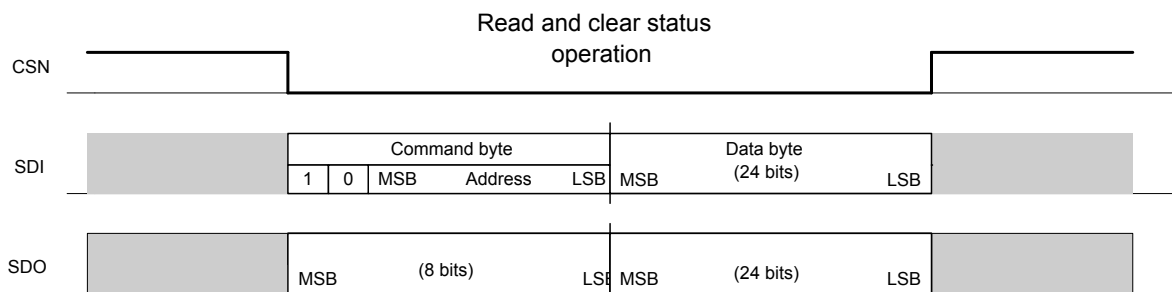 Read and clear status
operation
CSN
SDI
Command byte
Data byte
(24 bits)
1 0 MSB Address LSB MSB LSB
SDO
MSB (8 bits) LSB MSB (24 bits) LSB